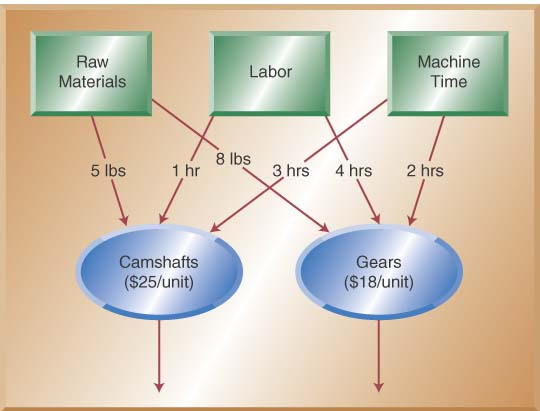 Raw
Materials
Labor
Machine
Time
5 lbs
1 hr
8 lbs
3 hrs
4 hrs
2 hrs
Camshafts
($25/unit)
Gears
($18/unit)